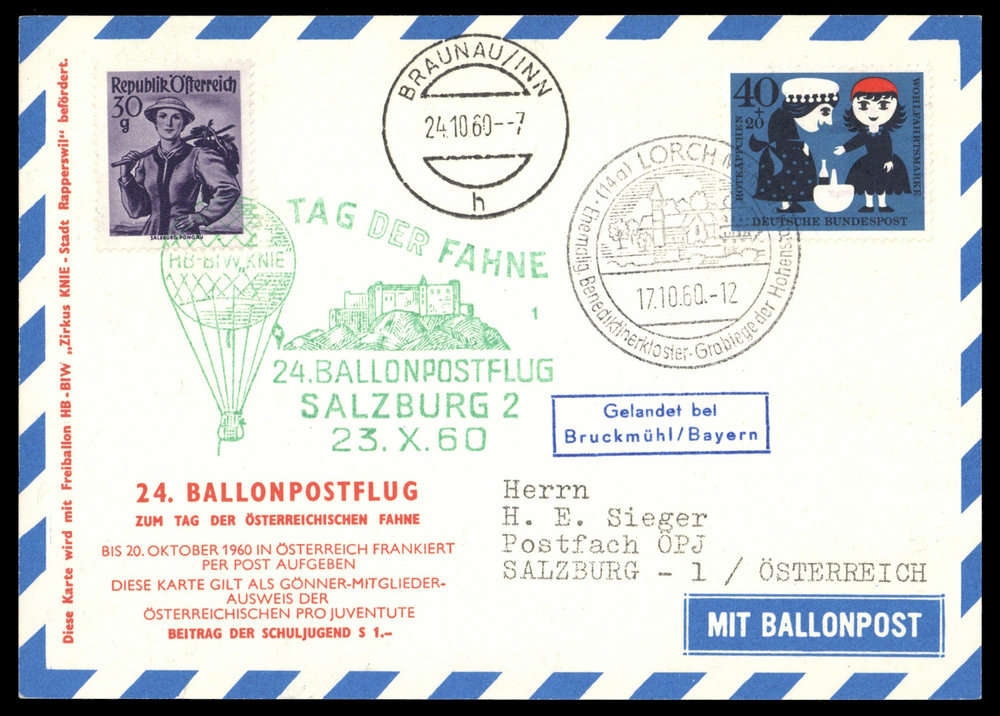 Diese Karte wird mit Freiballon HB-BIW „Zirkus KNIE - Stadt Rapperswil" befördert.
Republik Österreich
30
g
SALZBURG, PONGAU
BRAUNAU/INN
24.10.60--7
h
(14a) LORCH
Ehemalig. Benediktinerkloster-Grablege der
17.10.60.-12
40
+
20
ROTKÄPPCHEN
WOHLFAHRTSMARKE
DEUTSCHE BUNDESPOST
HB-BIW „KNIE
TAG DER FAHNE
1
24. BALLONPOSTFLUG
SALZBURG 2
23. X. 60
Gelandet bei
Bruckmühl/Bayern
24. BALLONPOSTFLUG
ZUM TAG DER ÖSTERREICHISCHEN FAHNE
BIS 20. OKTOBER 1960 IN ÖSTERREICH FRANKIERT
PER POST AUFGEBEN
DIESE KARTE GILT ALS GÖNNER-MITGLIEDER-
AUSWEIS DER
ÖSTERREICHISCHEN PRO JUVENTUTE
BEITRAG DER SCHULJUGEND S 1.–
Herrn
H. E. Sieger
Postfach ÖPJ
SALZBURG - 1 / ÖSTERREICH
MIT BALLONPOST